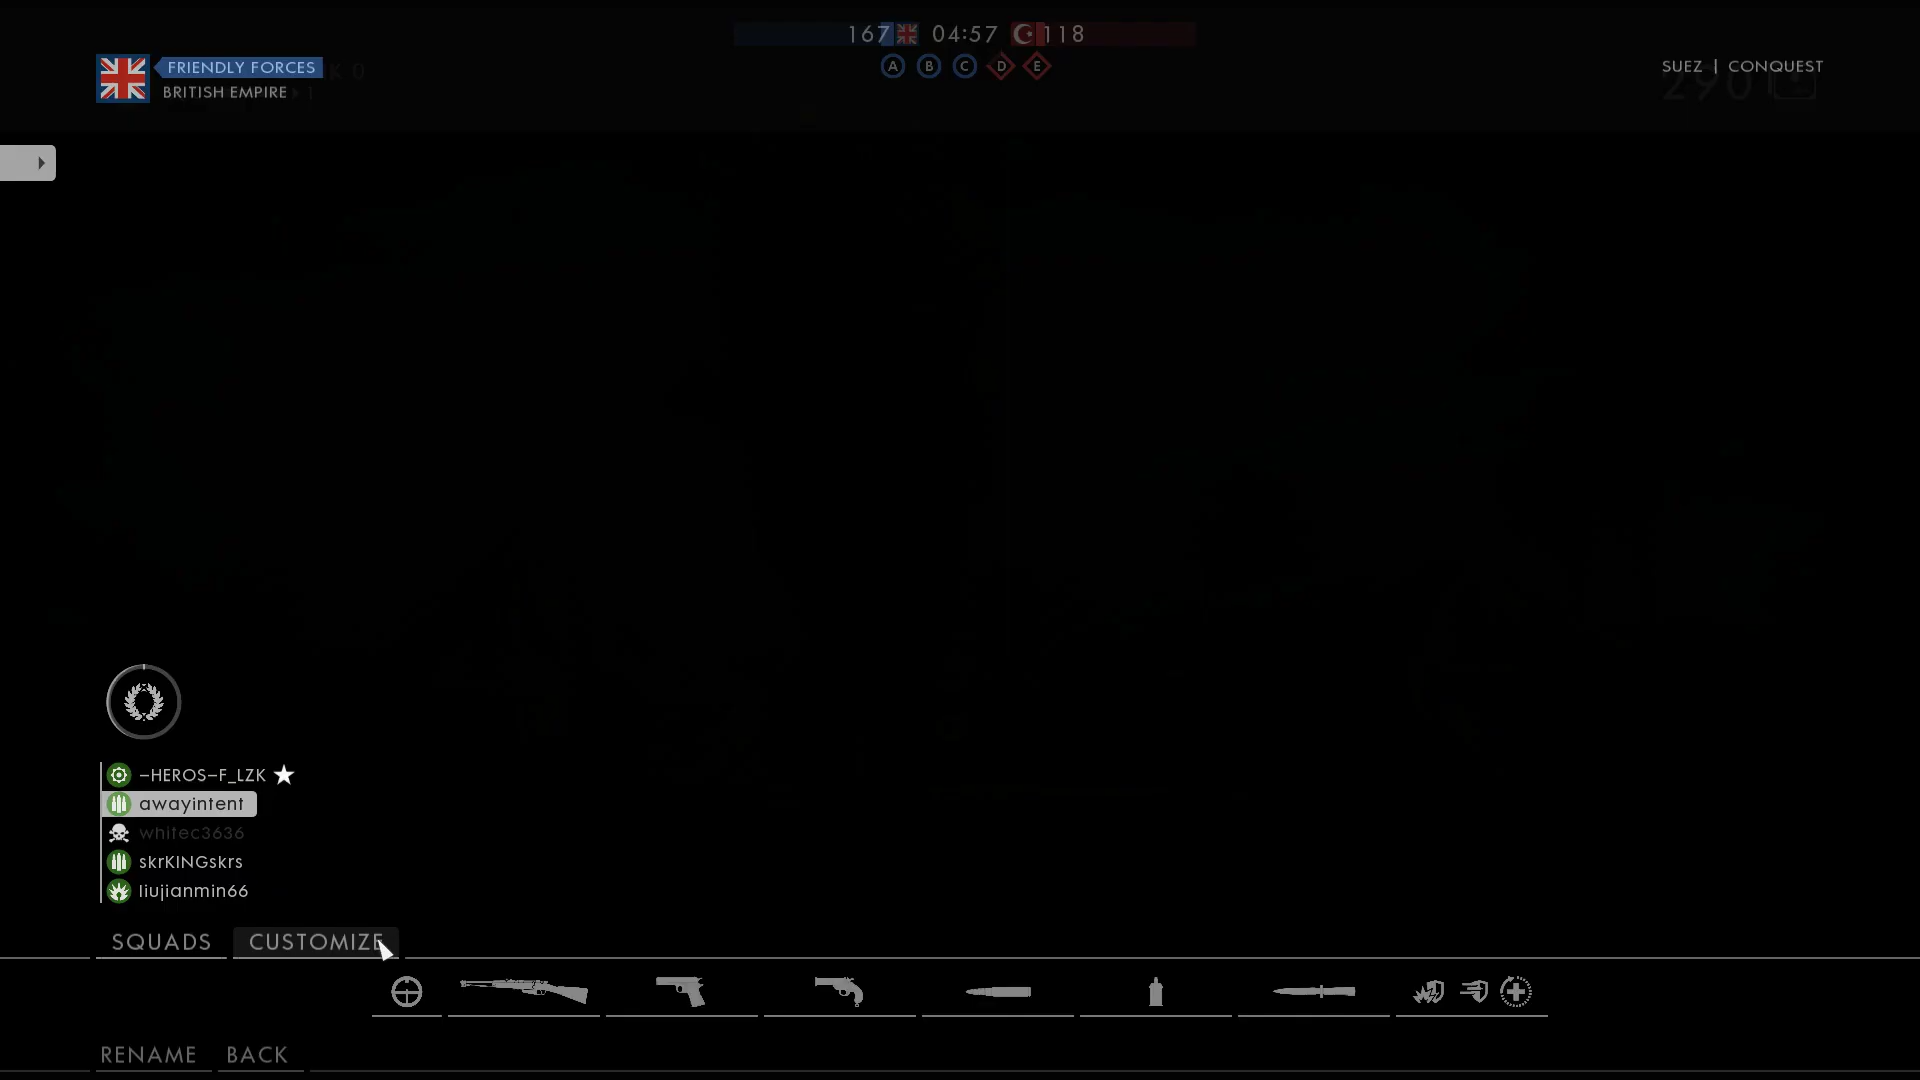 167 04:57 118
FRIENDLY FORCES
BRITISH EMPIRE
A B C D E
SUEZ | CONQUEST
290
-HEROS-F_LZK
awayintent
whitec3636
skrKINGskrs
liujianmin66
SQUADS CUSTOMIZE
RENAME BACK